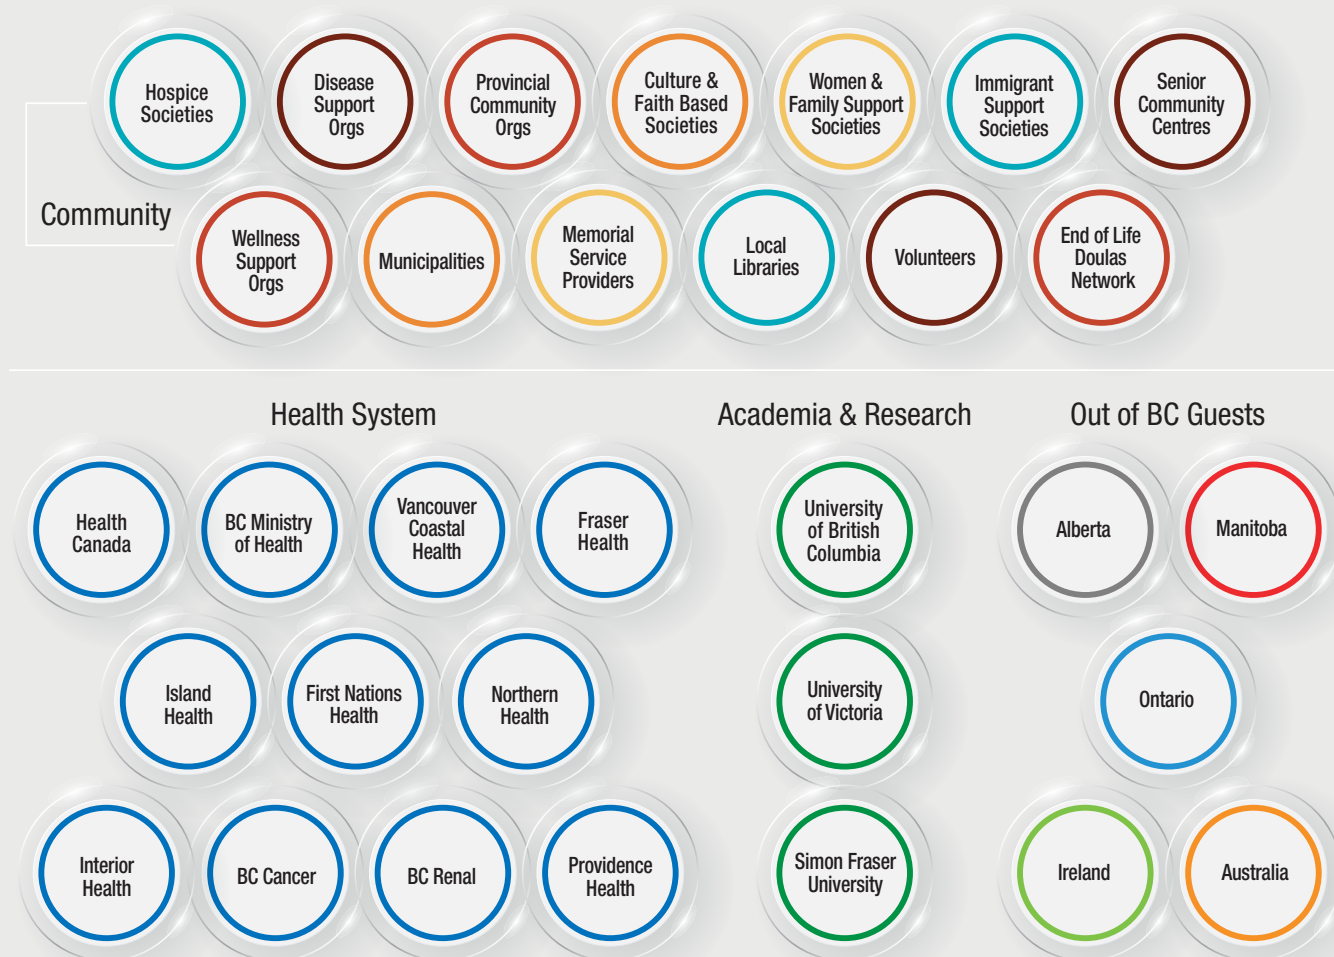 Hospice
Societies
Disease
Support
Orgs
Provincial
Community
Orgs
Culture &
Faith Based
Societies
Women &
Family Support
Societies
Immigrant
Support
Societies
Senior
Community
Centres
Community
Wellness
Support
Orgs
Municipalities
Memorial
Service
Providers
Local
Libraries
Volunteers
End of Life
Doulas
Network
Health System
Health
Canada
BC Ministry
of Health
Vancouver
Coastal
Health
Fraser
Health
Island
Health
First Nations
Health
Northern
Health
Interior
Health
BC Cancer
BC Renal
Providence
Health
Academia & Research
University
of British
Columbia
University
of Victoria
Simon Fraser
University
Out of BC Guests
Alberta
Manitoba
Ontario
Ireland
Australia